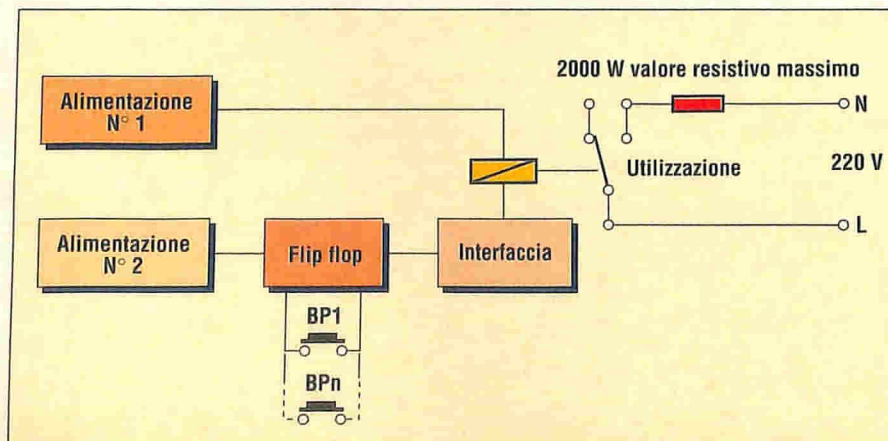 2000 W valore resistivo massimo
Alimentazione
N° 1
N
Utilizzazione
220 V
L
Alimentazione
N° 2
Flip flop
Interfaccia
BP1
BPn